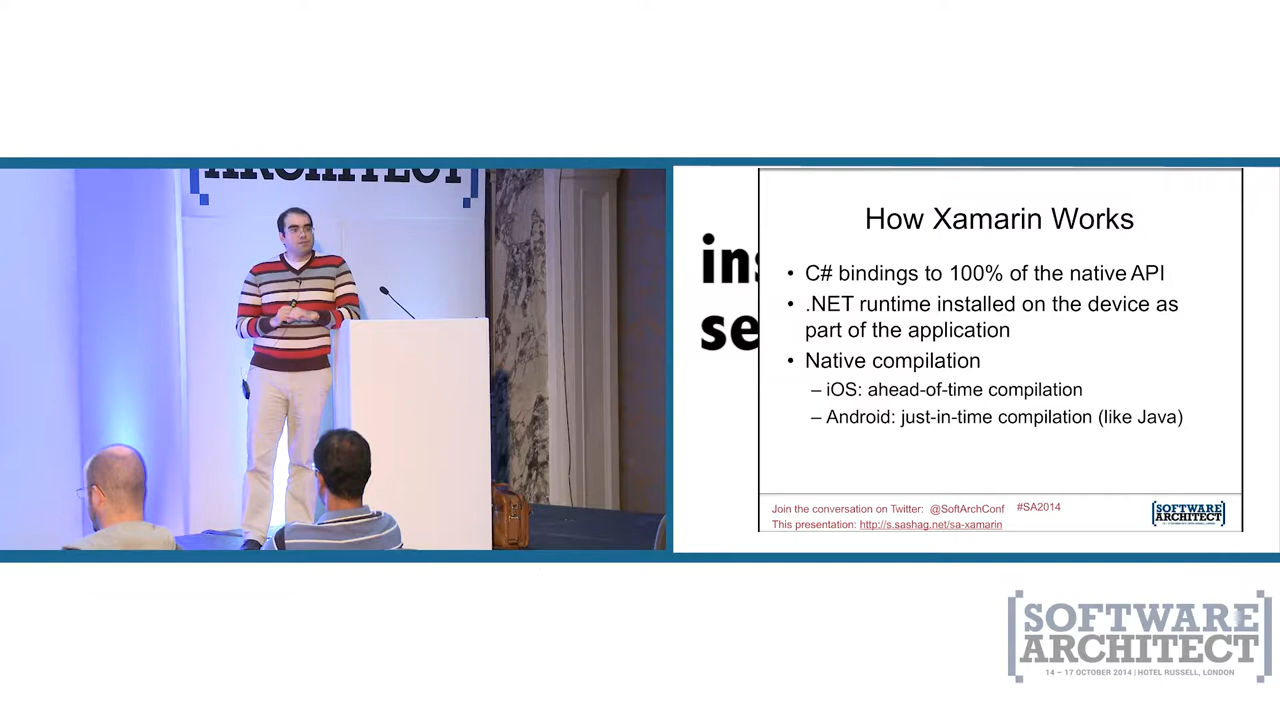 ARCHITECT
ins
se
How Xamarin Works
• C# bindings to 100% of the native API
• .NET runtime installed on the device as
part of the application
• Native compilation
– iOS: ahead-of-time compilation
– Android: just-in-time compilation (like Java)
Join the conversation on Twitter: @SoftArchConf #SA2014
This presentation: http://s.sashag.net/sa-xamarin
SOFTWARE
ARCHITECT
SOFTWARE
ARCHITECT
14 – 17 OCTOBER 2014 | HOTEL RUSSELL, LONDON